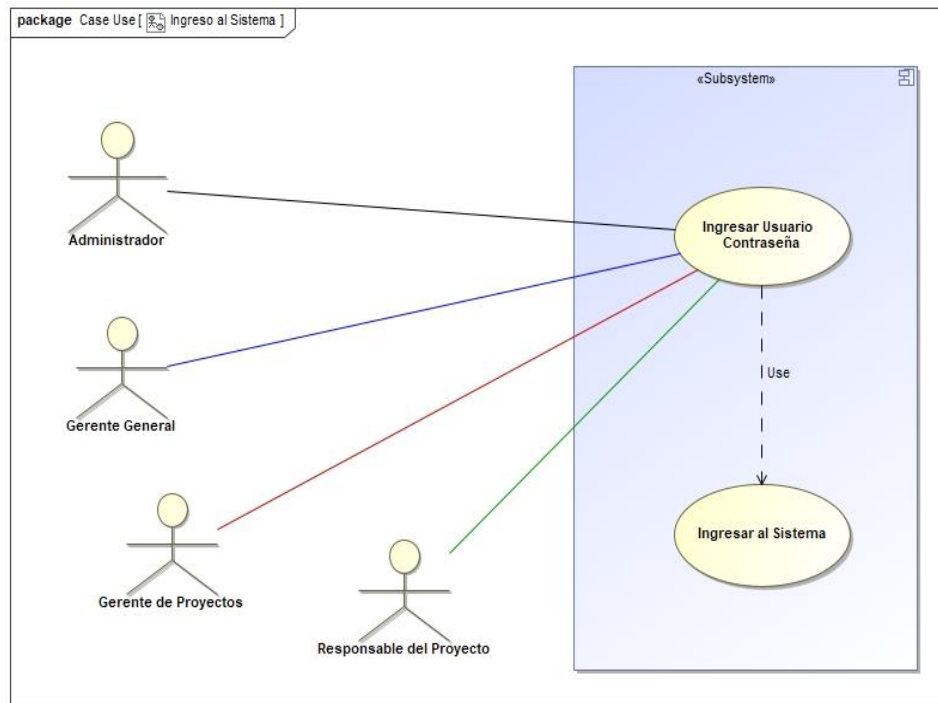 package Case Use [ Ingreso al Sistema ]
«Subsystem»
Administrador
Ingresar Usuario
Contraseña
Gerente General
Use
Gerente de Proyectos
Ingresar al Sistema
Responsable del Proyecto